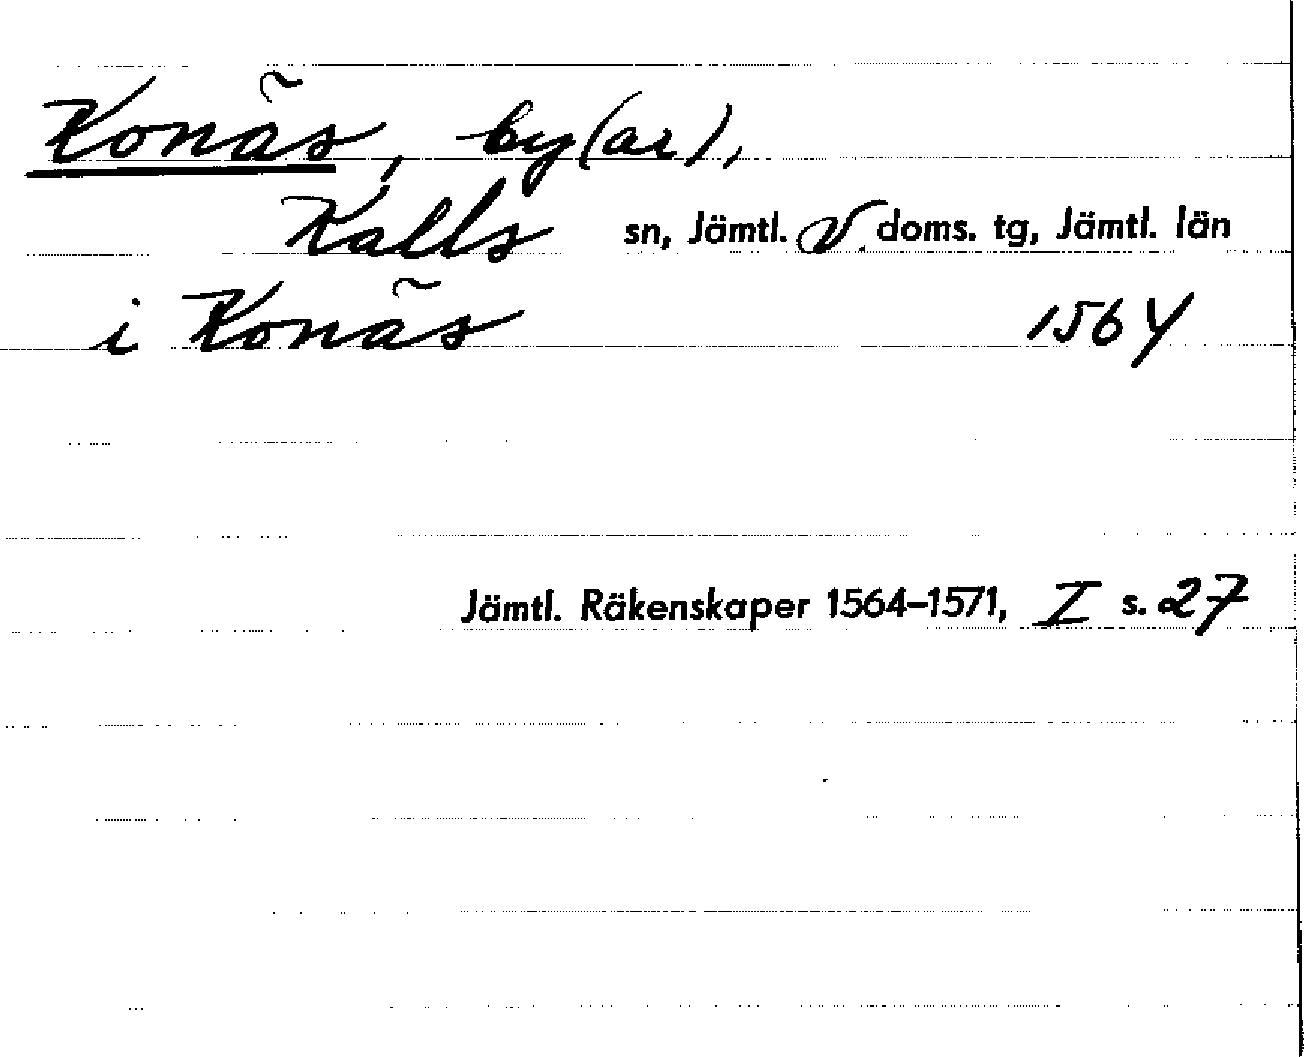 Konäs, by(ar),
Kalls sn, Jämtl. V. doms. tg, Jämtl. län
i Konäs 1564
Jämtl. Räkenskaper 1564–1571, I s. 27